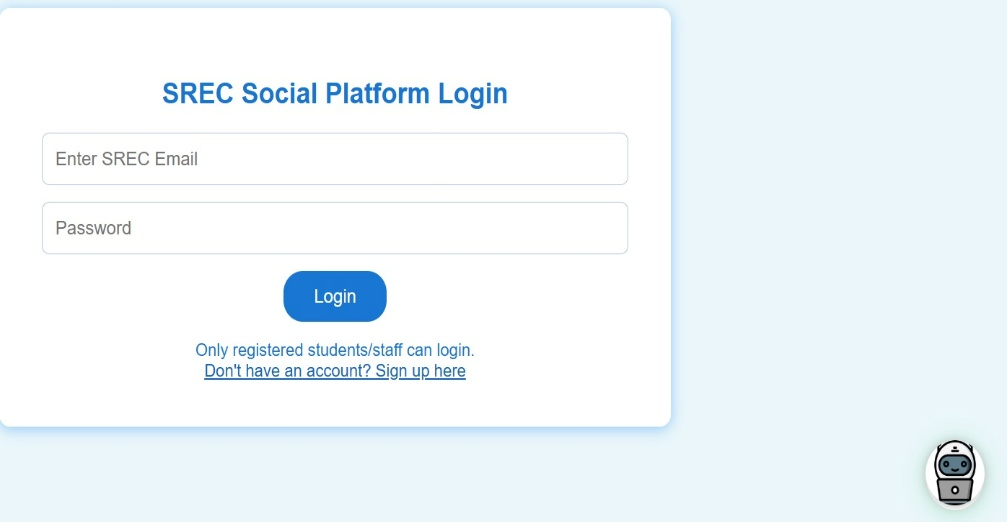 SREC Social Platform Login
Enter SREC Email
Password
Login
Only registered students/staff can login.
Don't have an account? Sign up here